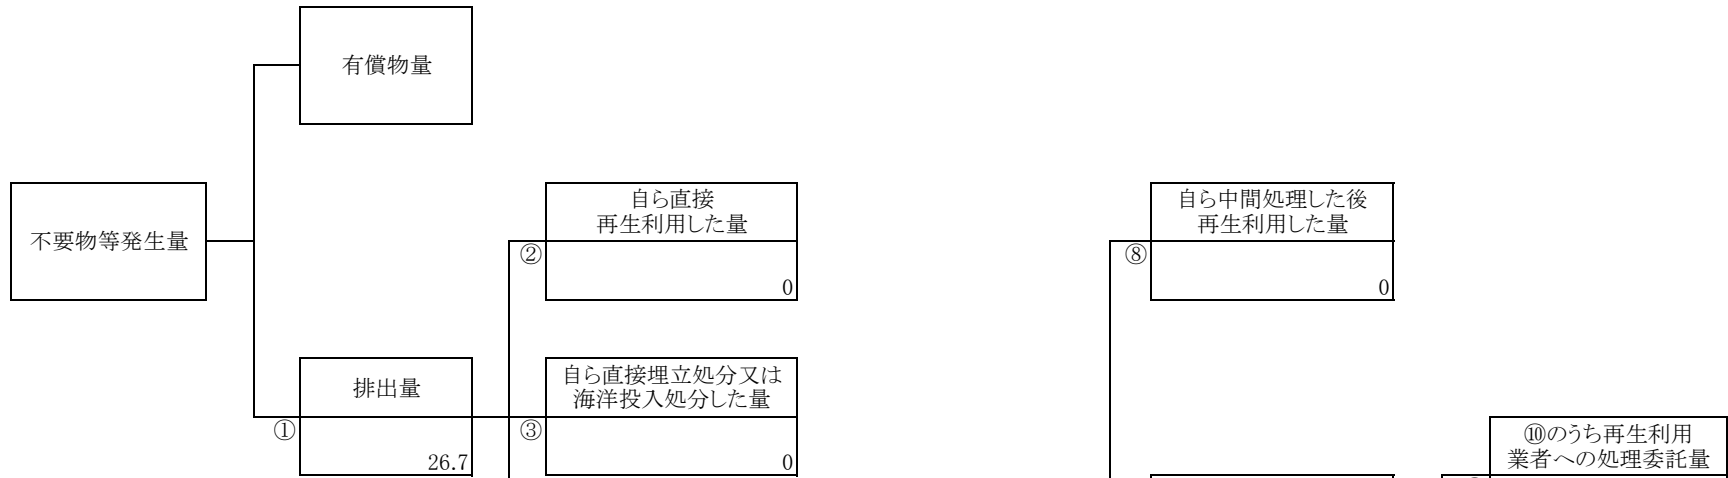 有償物量
不要物等発生量
自ら直接
再生利用した量
②
0
自ら中間処理した後
再生利用した量
⑧
0
排出量
①
26.7
自ら直接埋立処分又は
海洋投入処分した量
③
0
⑩のうち再生利用
業者への処理委託量